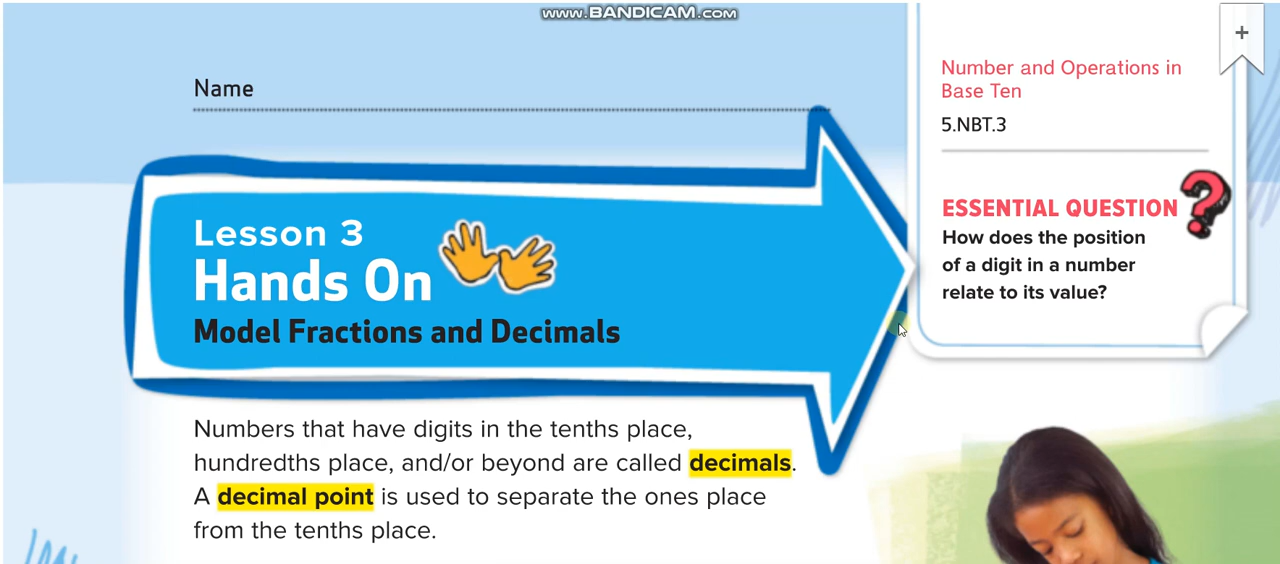 www.BANDICAM.com
Name
Number and Operations in
Base Ten
5.NBT.3
ESSENTIAL QUESTION
How does the position
of a digit in a number
relate to its value?
Lesson 3
Hands On
Model Fractions and Decimals
Numbers that have digits in the tenths place,
hundredths place, and/or beyond are called decimals.
A decimal point is used to separate the ones place
from the tenths place.